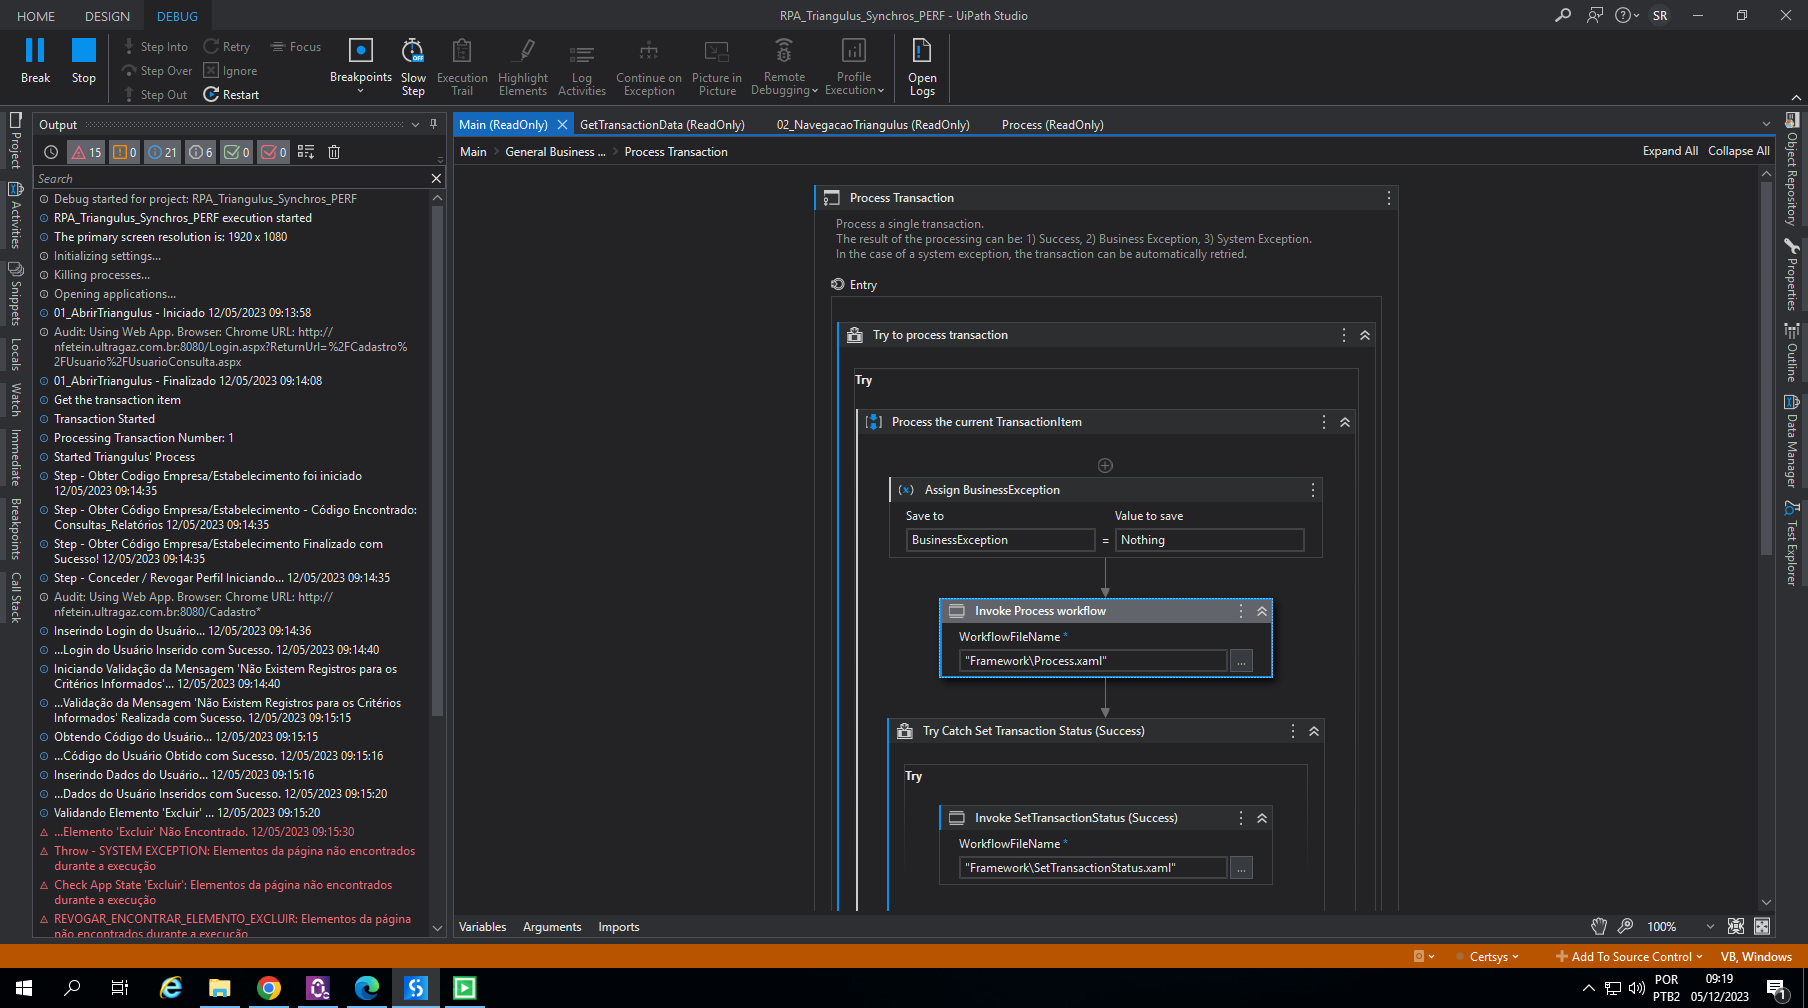 HOME
DESIGN
DEBUG
RPA_Triangulus_Synchros_PERF - UiPath Studio
SR
Break
Stop
Step Into
Step Over
Step Out
Retry
Ignore
Restart
Focus
Breakpoints
Slow
Step
Execution
Trail
Highlight
Elements
Log
Activities
Continue on
Exception
Picture in
Picture
Remote
Debugging
Profile
Execution
Open
Logs
Project
Activities
Snippets
Locals
Watch
Immediate
Breakpoints
Call Stack
Output
15
0
21
6
0
0
Search
Debug started for project: RPA_Triangulus_Synchros_PERF
RPA_Triangulus_Synchros_PERF execution started
The primary screen resolution is: 1920 x 1080
Initializing settings...
Killing processes...
Opening applications...
01_AbrirTriangulus - Iniciado 12/05/2023 09:13:58
Audit: Using Web App. Browser: Chrome URL: http://
nfetein.ultragaz.com.br:8080/Login.aspx?ReturnUrl=%2FCadastro%
2FUsuario%2FUsuarioConsulta.aspx
01_AbrirTriangulus - Finalizado 12/05/2023 09:14:08
Get the transaction item
Transaction Started
Processing Transaction Number: 1
Started Triangulus' Process
Step - Obter Codigo Empresa/Estabelecimento foi iniciado
12/05/2023 09:14:35
Step - Obter Código Empresa/Estabelecimento - Código Encontrado:
Consultas_Relatórios 12/05/2023 09:14:35
Step - Obter Código Empresa/Estabelecimento Finalizado com
Sucesso! 12/05/2023 09:14:35
Step - Conceder / Revogar Perfil Iniciando... 12/05/2023 09:14:35
Audit: Using Web App. Browser: Chrome URL: http://
nfetein.ultragaz.com.br:8080/Cadastro*
Inserindo Login do Usuário... 12/05/2023 09:14:36
...Login do Usuário Inserido com Sucesso. 12/05/2023 09:14:40
Iniciando Validação da Mensagem 'Não Existem Registros para os
Critérios Informados'... 12/05/2023 09:14:40
...Validação da Mensagem 'Não Existem Registros para os Critérios
Informados' Realizada com Sucesso. 12/05/2023 09:15:15
Obtendo Código do Usuário... 12/05/2023 09:15:15
...Código do Usuário Obtido com Sucesso. 12/05/2023 09:15:16
Inserindo Dados do Usuário... 12/05/2023 09:15:16
...Dados do Usuário Inseridos com Sucesso. 12/05/2023 09:15:20
Validando Elemento 'Excluir' ... 12/05/2023 09:15:20
...Elemento 'Excluir' Não Encontrado. 12/05/2023 09:15:30
Throw - SYSTEM EXCEPTION: Elementos da página não encontrados
durante a execução
Check App State 'Excluir': Elementos da página não encontrados
durante a execução
REVOGAR_ENCONTRAR_ELEMENTO_EXCLUIR: Elementos da página
não encontrados durante a execução
Main (ReadOnly)
GetTransactionData (ReadOnly)
02_NavegacaoTriangulus (ReadOnly)
Process (ReadOnly)
Main
General Business ...
Process Transaction
Expand All
Collapse All
Process Transaction
Process a single transaction.
The result of the processing can be: 1) Success, 2) Business Exception, 3) System Exception.
In the case of a system exception, the transaction can be automatically retried.
Entry
Try to process transaction
Try
Process the current TransactionItem
(x) Assign BusinessException
Save to
Value to save
BusinessException
=
Nothing
Invoke Process workflow
WorkflowFileName *
"Framework\Process.xaml"
...
Try Catch Set Transaction Status (Success)
Try
Invoke SetTransactionStatus (Success)
WorkflowFileName *
"Framework\SetTransactionStatus.xaml"
...
Variables
Arguments
Imports
100%
Object Repository
Properties
Outline
Data Manager
Test Explorer
Certsys
Add To Source Control
VB, Windows
POR
PTB2
09:19
05/12/2023
1